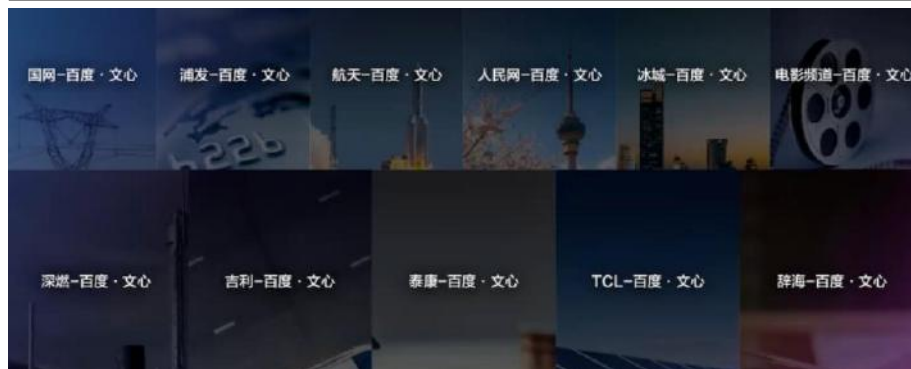 国网-百度·文心
浦发-百度·文心
航天-百度·文心
人民网-百度·文心
冰城-百度·文心
电影频道-百度·文心
深燃-百度·文心
吉利-百度·文心
泰康-百度·文心
TCL-百度·文心
辞海-百度·文心